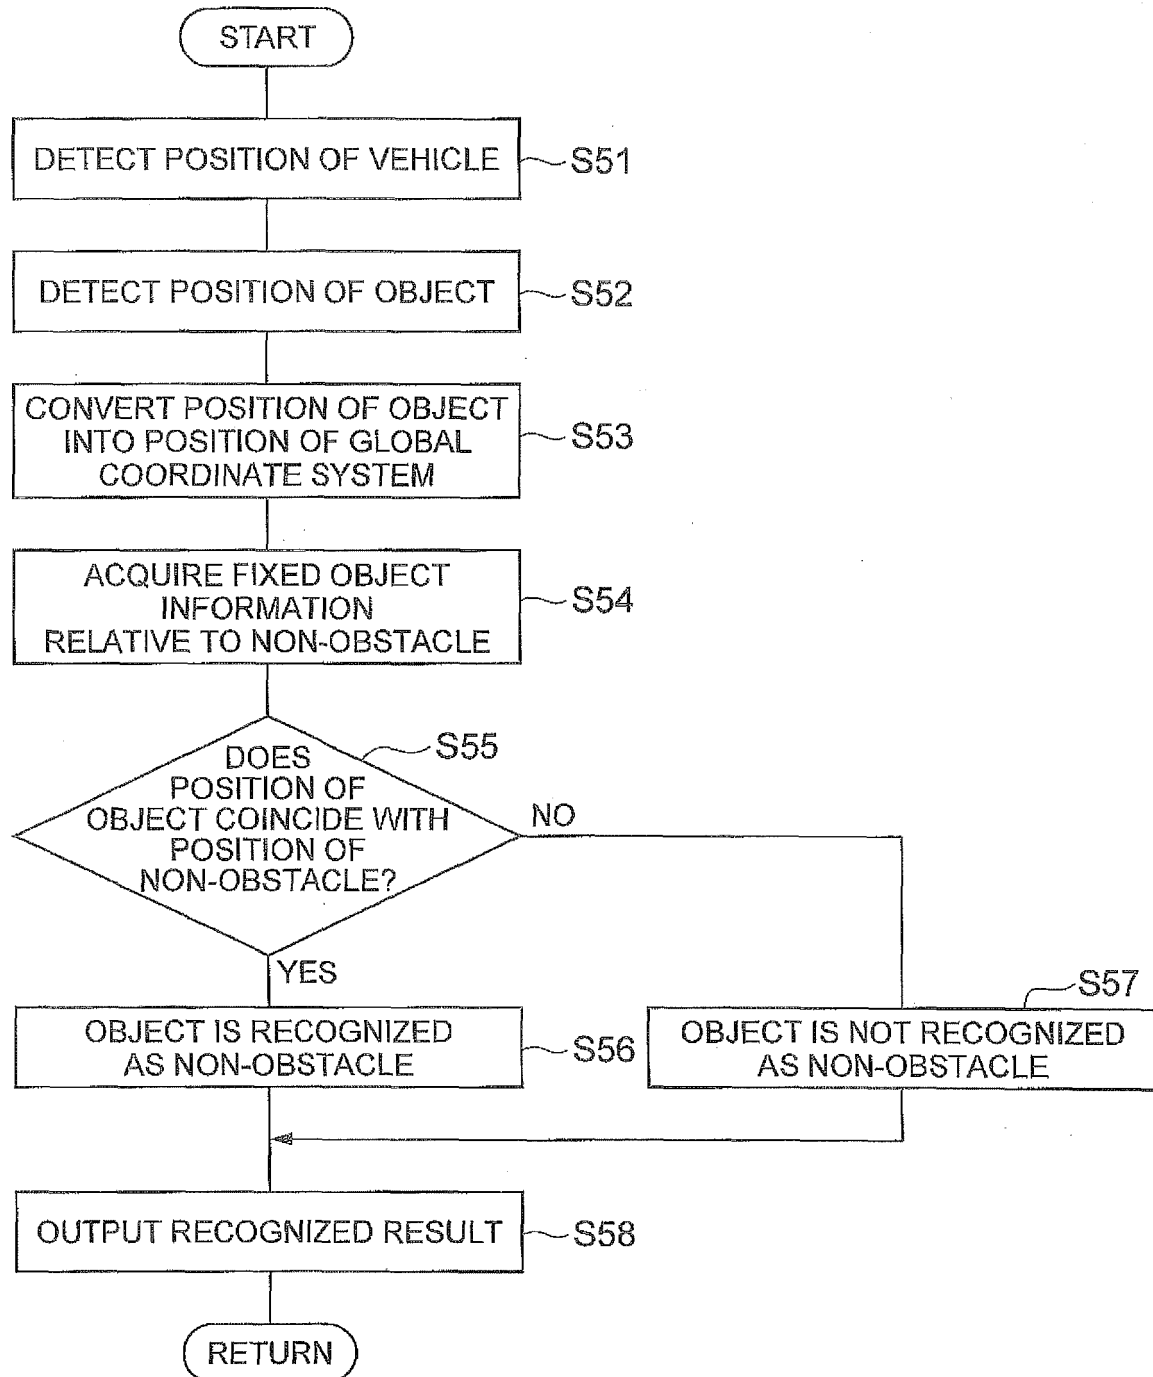 START
DETECT POSITION OF VEHICLE
S51
DETECT POSITION OF OBJECT
S52
CONVERT POSITION OF OBJECT
INTO POSITION OF GLOBAL
COORDINATE SYSTEM
S53
ACQUIRE FIXED OBJECT
INFORMATION
RELATIVE TO NON-OBSTACLE
S54
DOES
POSITION OF
OBJECT COINCIDE WITH
POSITION OF
NON-OBSTACLE?
S55
NO
YES
OBJECT IS RECOGNIZED
AS NON-OBSTACLE
S56
OBJECT IS NOT RECOGNIZED
AS NON-OBSTACLE
S57
OUTPUT RECOGNIZED RESULT
S58
RETURN